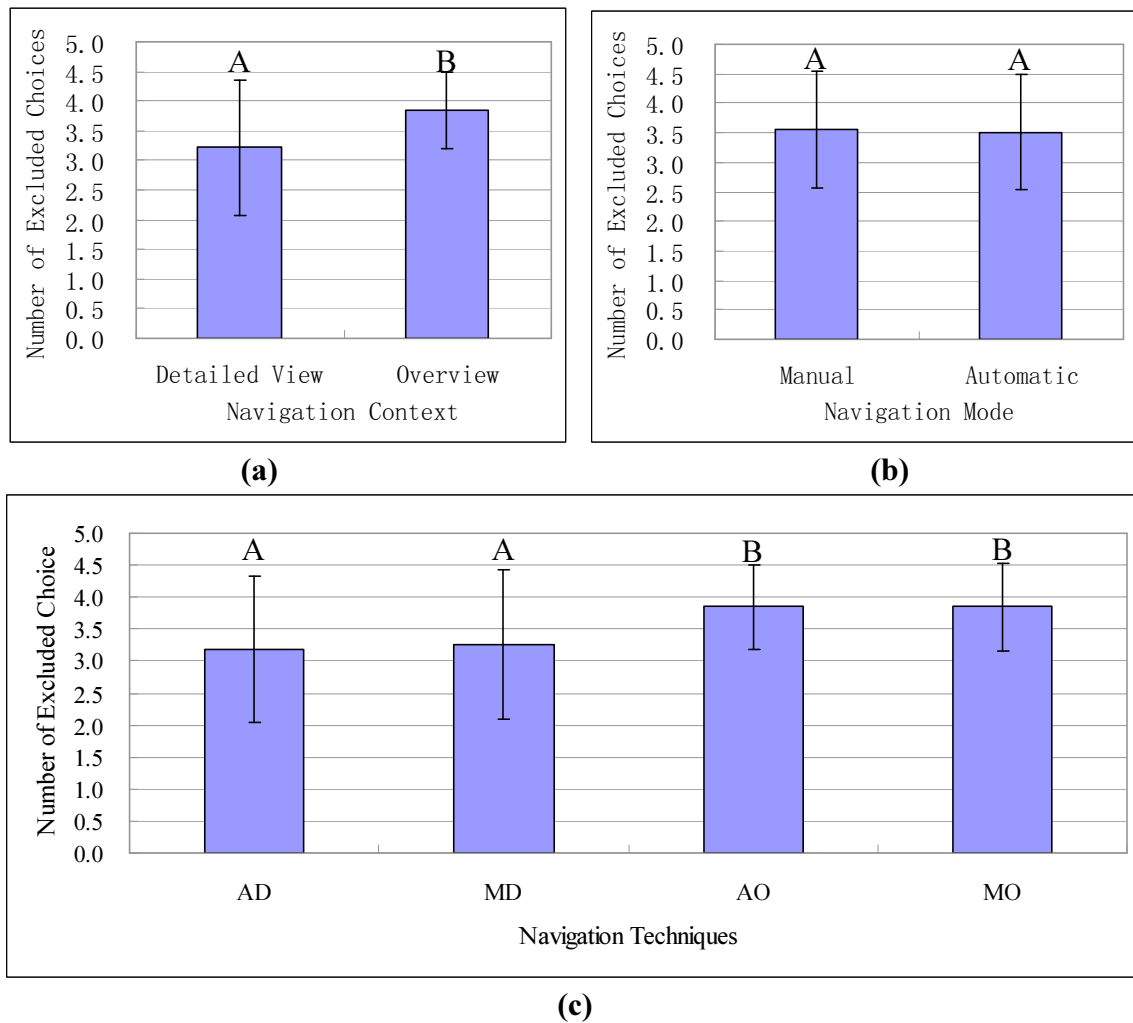 Number of Excluded Choices
5.0
4.5
4.0
3.5
3.0
2.5
2.0
1.5
1.0
0.5
0.0
A
B
Detailed View
Overview
Navigation Context
(a)
Number of Excluded Choices
5.0
4.5
4.0
3.5
3.0
2.5
2.0
1.5
1.0
0.5
0.0
A
A
Manual
Automatic
Navigation Mode
(b)
Number of Excluded Choice
5.0
4.5
4.0
3.5
3.0
2.5
2.0
1.5
1.0
0.5
0.0
A
A
B
B
AD
MD
AO
MO
Navigation Techniques
(c)